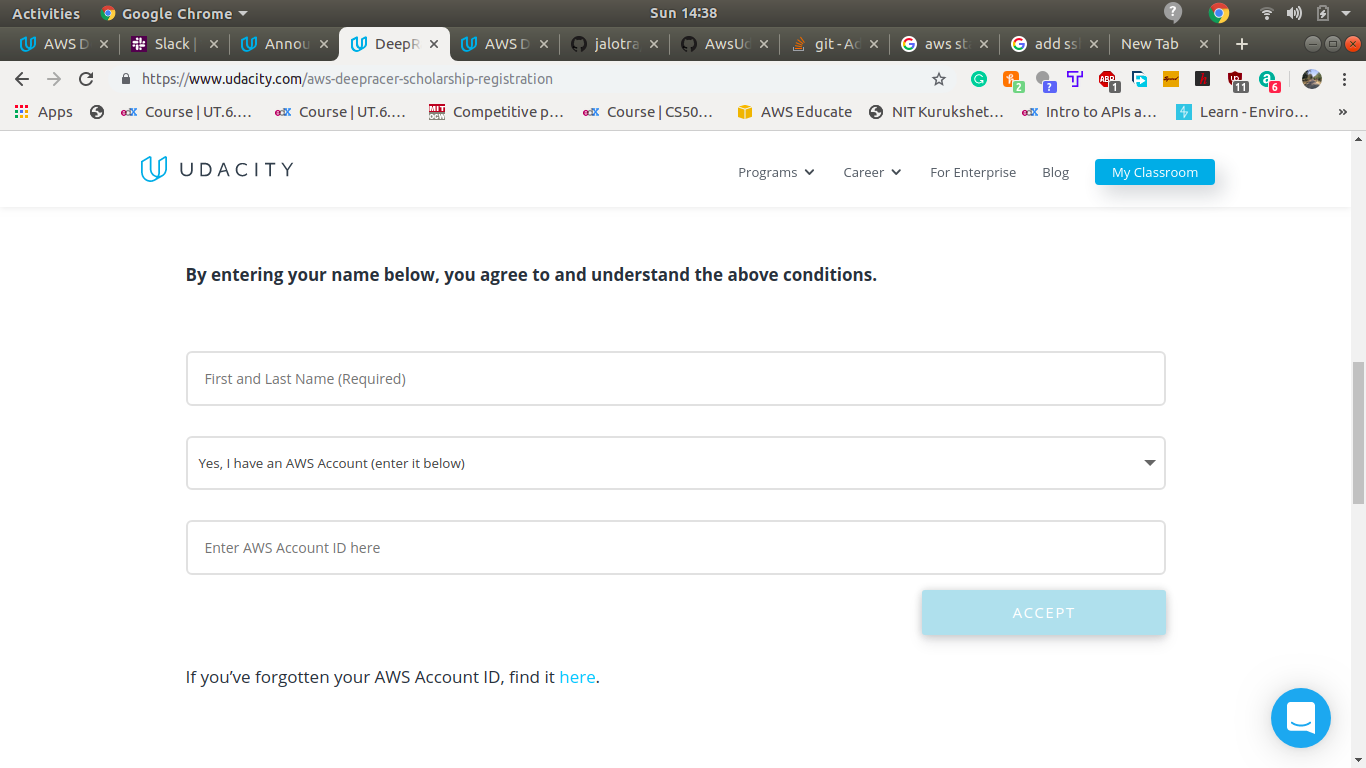 Activities Google Chrome Sun 14:38
AWS D Slack | Annou DeepR AWS D jalotra AwsUd git - Ad aws sta add ssh New Tab
https://www.udacity.com/aws-deepracer-scholarship-registration ABP 2 ? 1 11 6
Apps Course | UT.6.... Course | UT.6.... Competitive p... Course | CS50... AWS Educate NIT Kurukshet... Intro to APIs a... Learn - Enviro... »
UDACITY Programs Career For Enterprise Blog My Classroom
By entering your name below, you agree to and understand the above conditions.
First and Last Name (Required)
Yes, I have an AWS Account (enter it below)
Enter AWS Account ID here
ACCEPT
If you’ve forgotten your AWS Account ID, find it here.